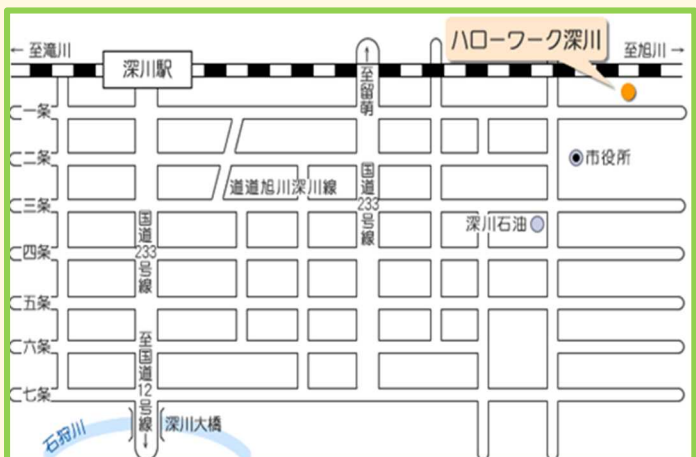 ハローワーク深川
← 至滝川
深川駅
至旭川 →
↑至留萌
一条
二条
市役所
道道旭川深川線
国道233号線
三条
深川石油
国道233号線
四条
五条
六条
至国道12号線↓
七条
石狩川
深川大橋